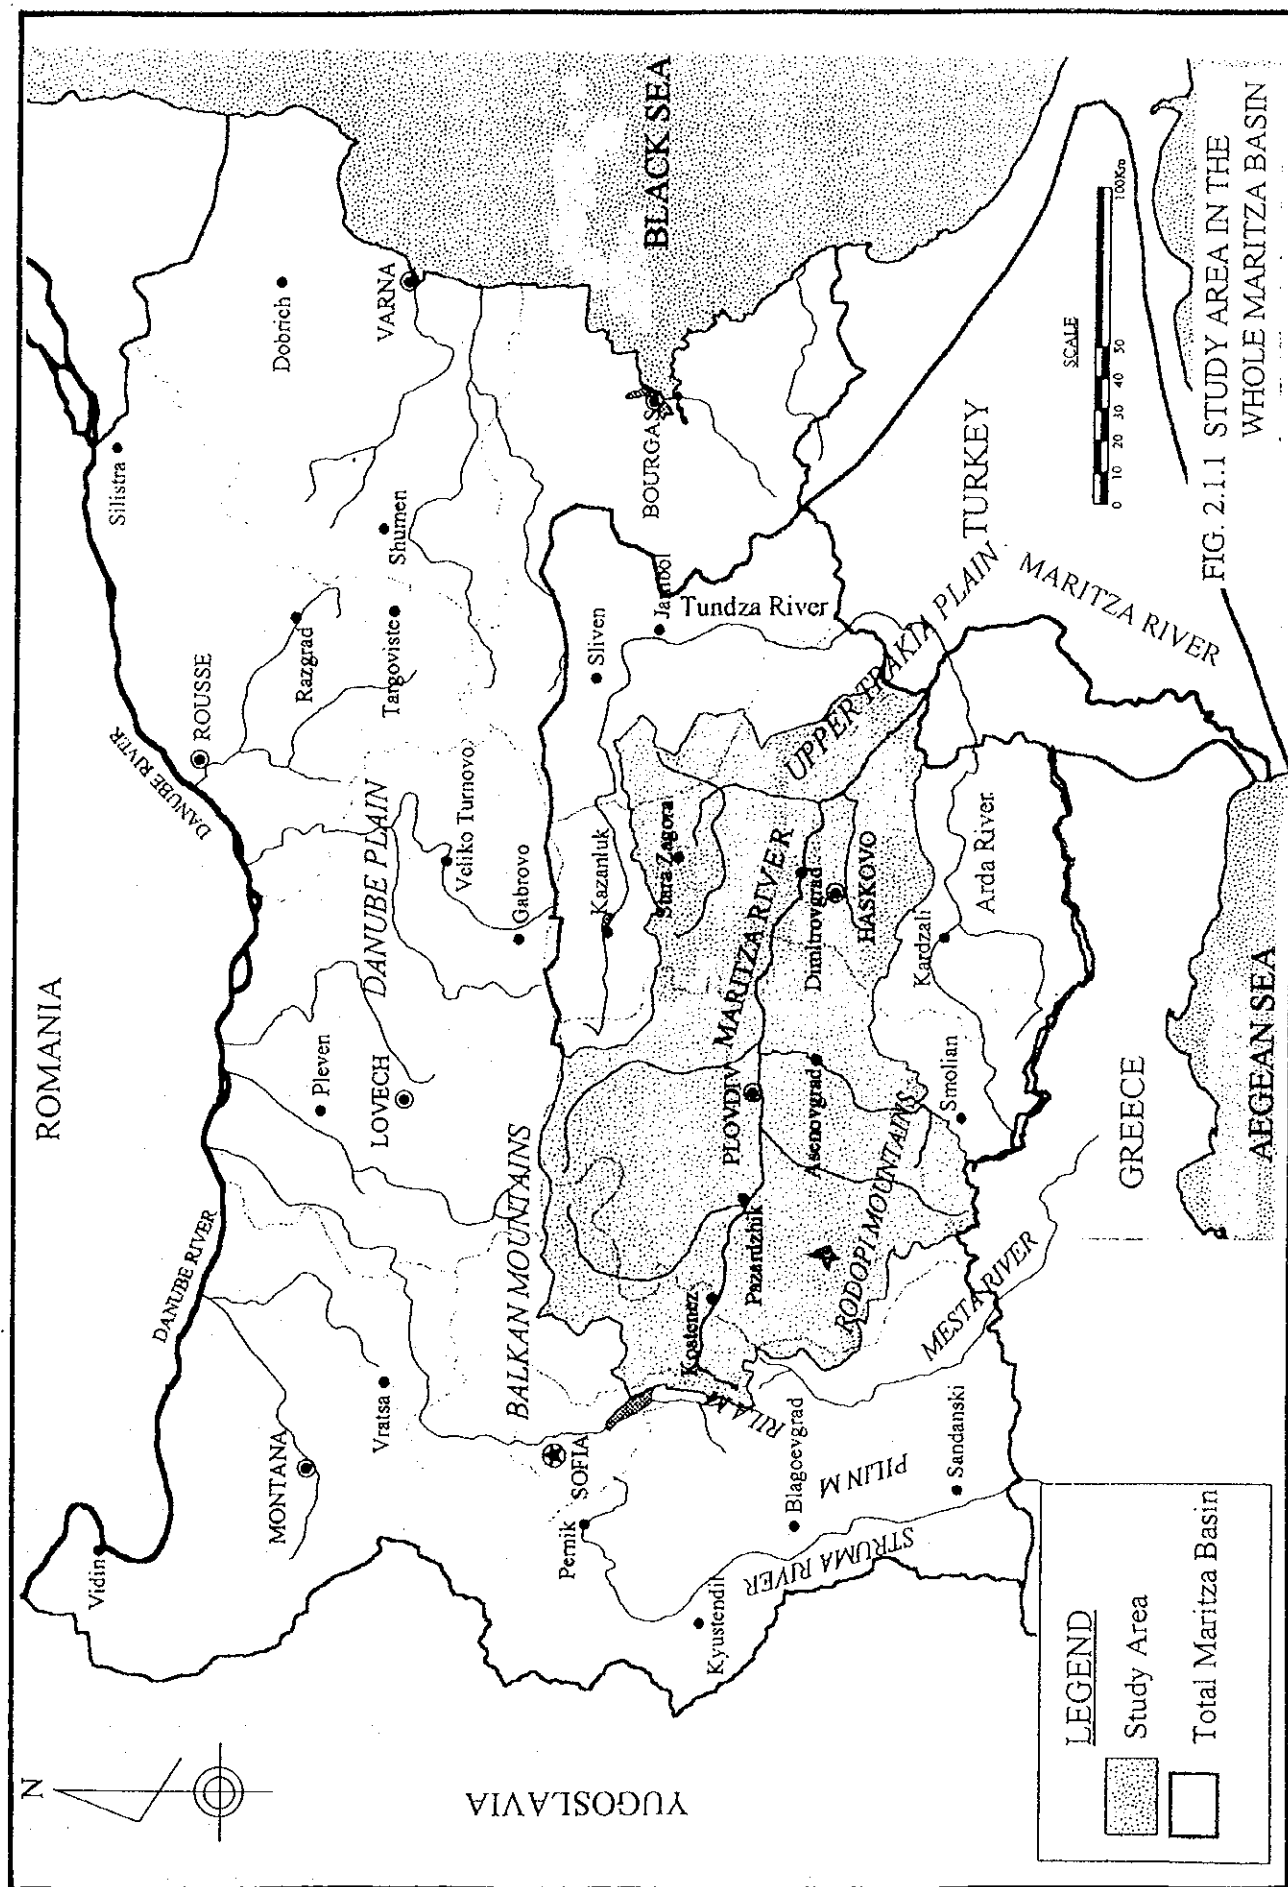 N
ROMANIA
YUGOSLAVIA
BLACK SEA
TURKEY
GREECE
AEGEAN SEA
Vidin
DANUBE RIVER
DANUBE RIVER
Silistra
ROUSSE
Dobrich
MONTANA
Pleven
Razgrad
VARNA
Vratsa
LOVECH
DANUBE PLAIN
Targoviste
Shumen
Veliko Turnovo
BALKAN MOUNTAINS
Gabrovo
SOFIA
Pernik
Kazanluk
Sliven
BOURGAS
Stara Zagora
Jambol
Tundza River
Kyustendil
Kostenez
RILA M
Pazardzhik
PLOVDIV
MARITZA RIVER
UPPER TRAKIA PLAIN
STRUMA RIVER
Blagoevgrad
PILIN M
Asenovgrad
Dimitrovgrad
HASKOVO
RODOPI MOUNTAINS
Sandanski
MESTA RIVER
Smolian
Kardzali
Arda River
MARITZA RIVER
LEGEND
Study Area
Total Maritza Basin
SCALE
0 10 20 30 40 50 100Km
FIG. 2.1.1 STUDY AREA IN THE
WHOLE MARITZA BASIN